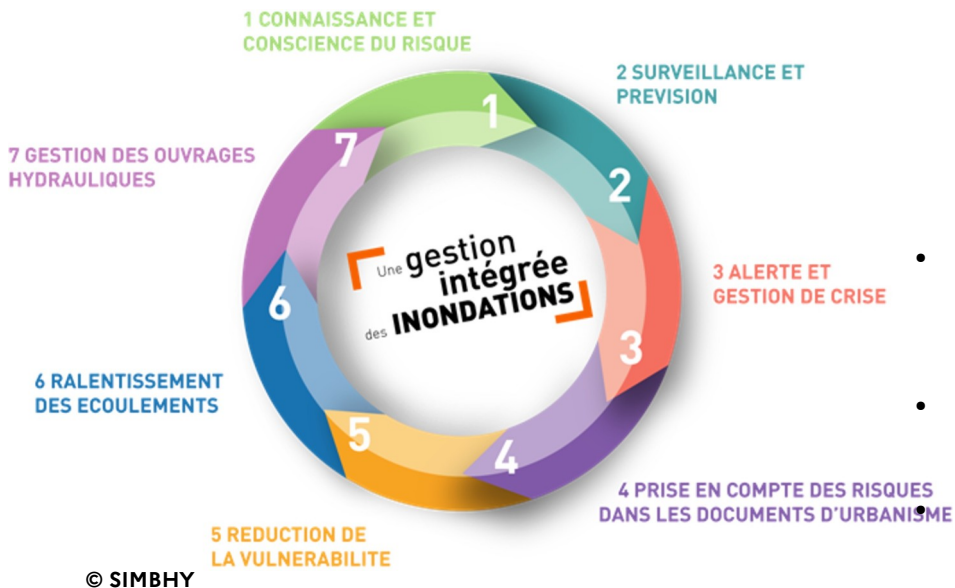 1 CONNAISSANCE ET
CONSCIENCE DU RISQUE
2 SURVEILLANCE ET
PREVISION
3 ALERTE ET
GESTION DE CRISE
4 PRISE EN COMPTE DES RISQUES
DANS LES DOCUMENTS D'URBANISME
5 REDUCTION DE
LA VULNERABILITE
6 RALENTISSEMENT
DES ECOULEMENTS
7 GESTION DES OUVRAGES
HYDRAULIQUES
1
2
3
4
5
6
7
Une gestion
intégrée
des INONDATIONS
© SIMBHY